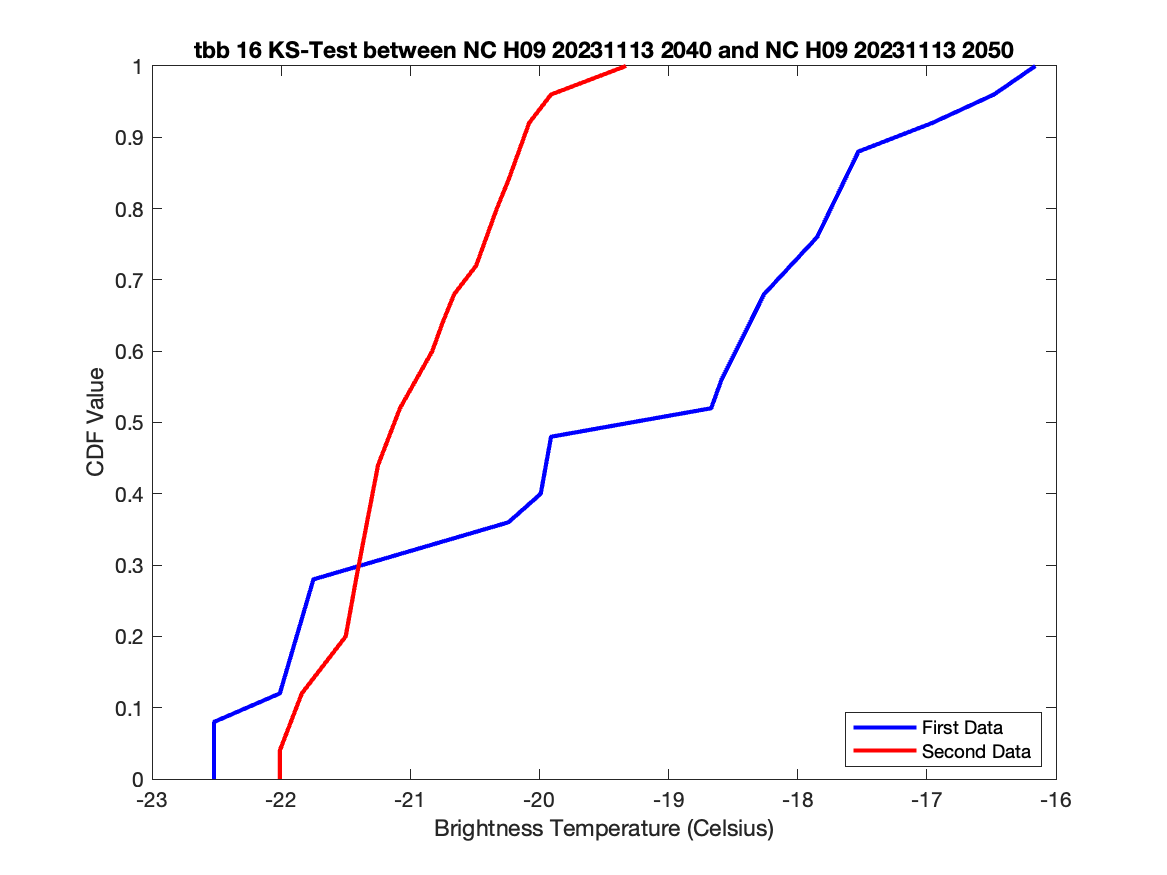 tbb 16 KS-Test between NC H09 20231113 2040 and NC H09 20231113 2050
1
0.9
0.8
0.7
0.6
0.5
0.4
0.3
0.2
0.1
0
CDF Value
First Data
Second Data
-23 -22 -21 -20 -19 -18 -17 -16
Brightness Temperature (Celsius)